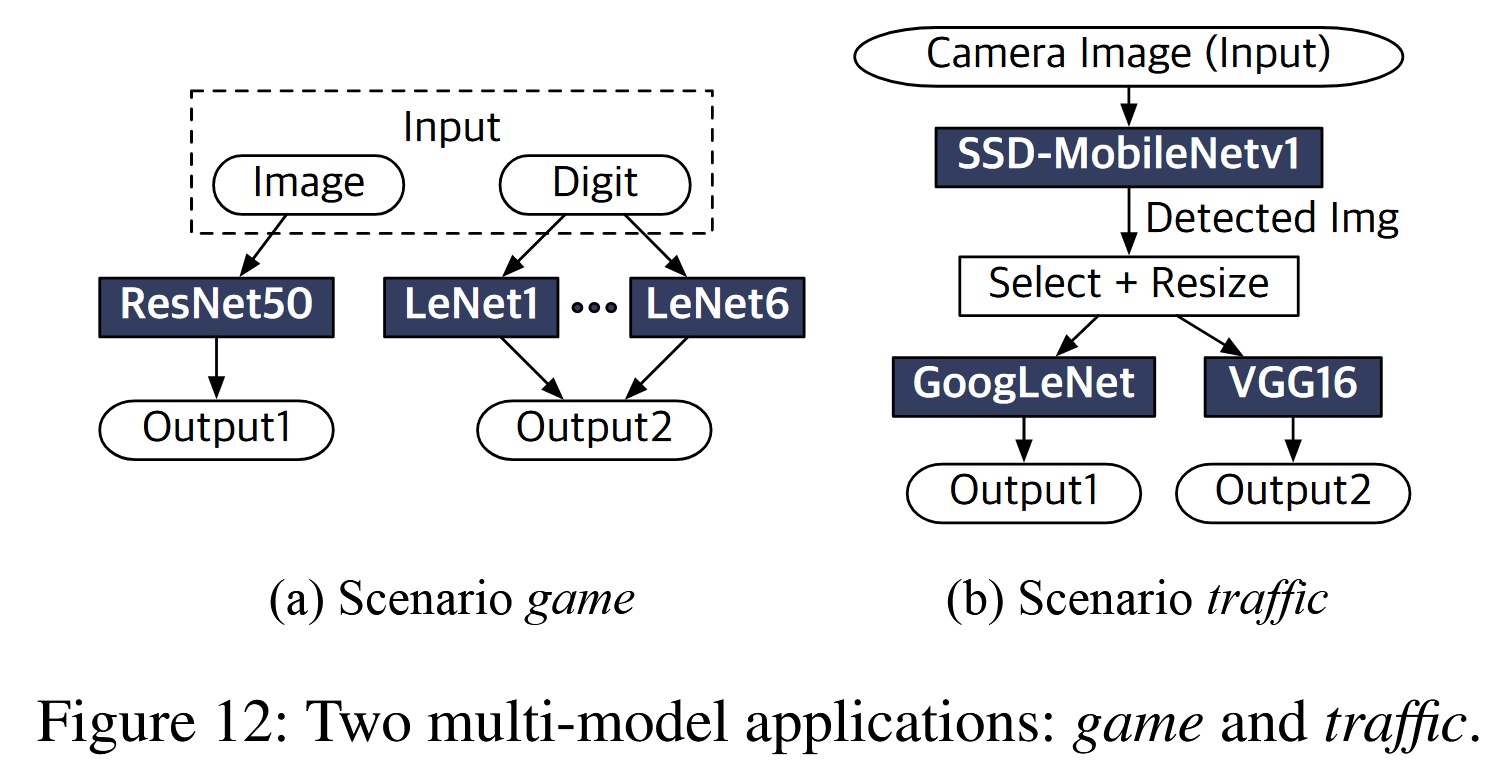 Input
Image
Digit
ResNet50
LeNet1
•••
LeNet6
Output1
Output2
(a) Scenario game
Camera Image (Input)
SSD-MobileNetv1
Detected Img
Select + Resize
GoogLeNet
VGG16
Output1
Output2
(b) Scenario traffic
Figure 12: Two multi-model applications: game and traffic.